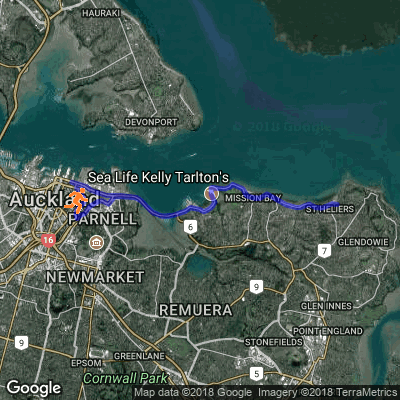 HAURAKI
DEVONPORT
© 2018 Google
Sea Life Kelly Tarlton's
Auckland
PARNELL
MISSION BAY
ST HELIERS
6
16
GLENDOWIE
7
NEWMARKET
9
REMUERA
GLEN INNES
POINT ENGLAND
9
STONEFIELDS
GREENLANE
EPSOM
5
Cornwall Park
Google
Map data ©2018 Google Imagery ©2018 TerraMetrics